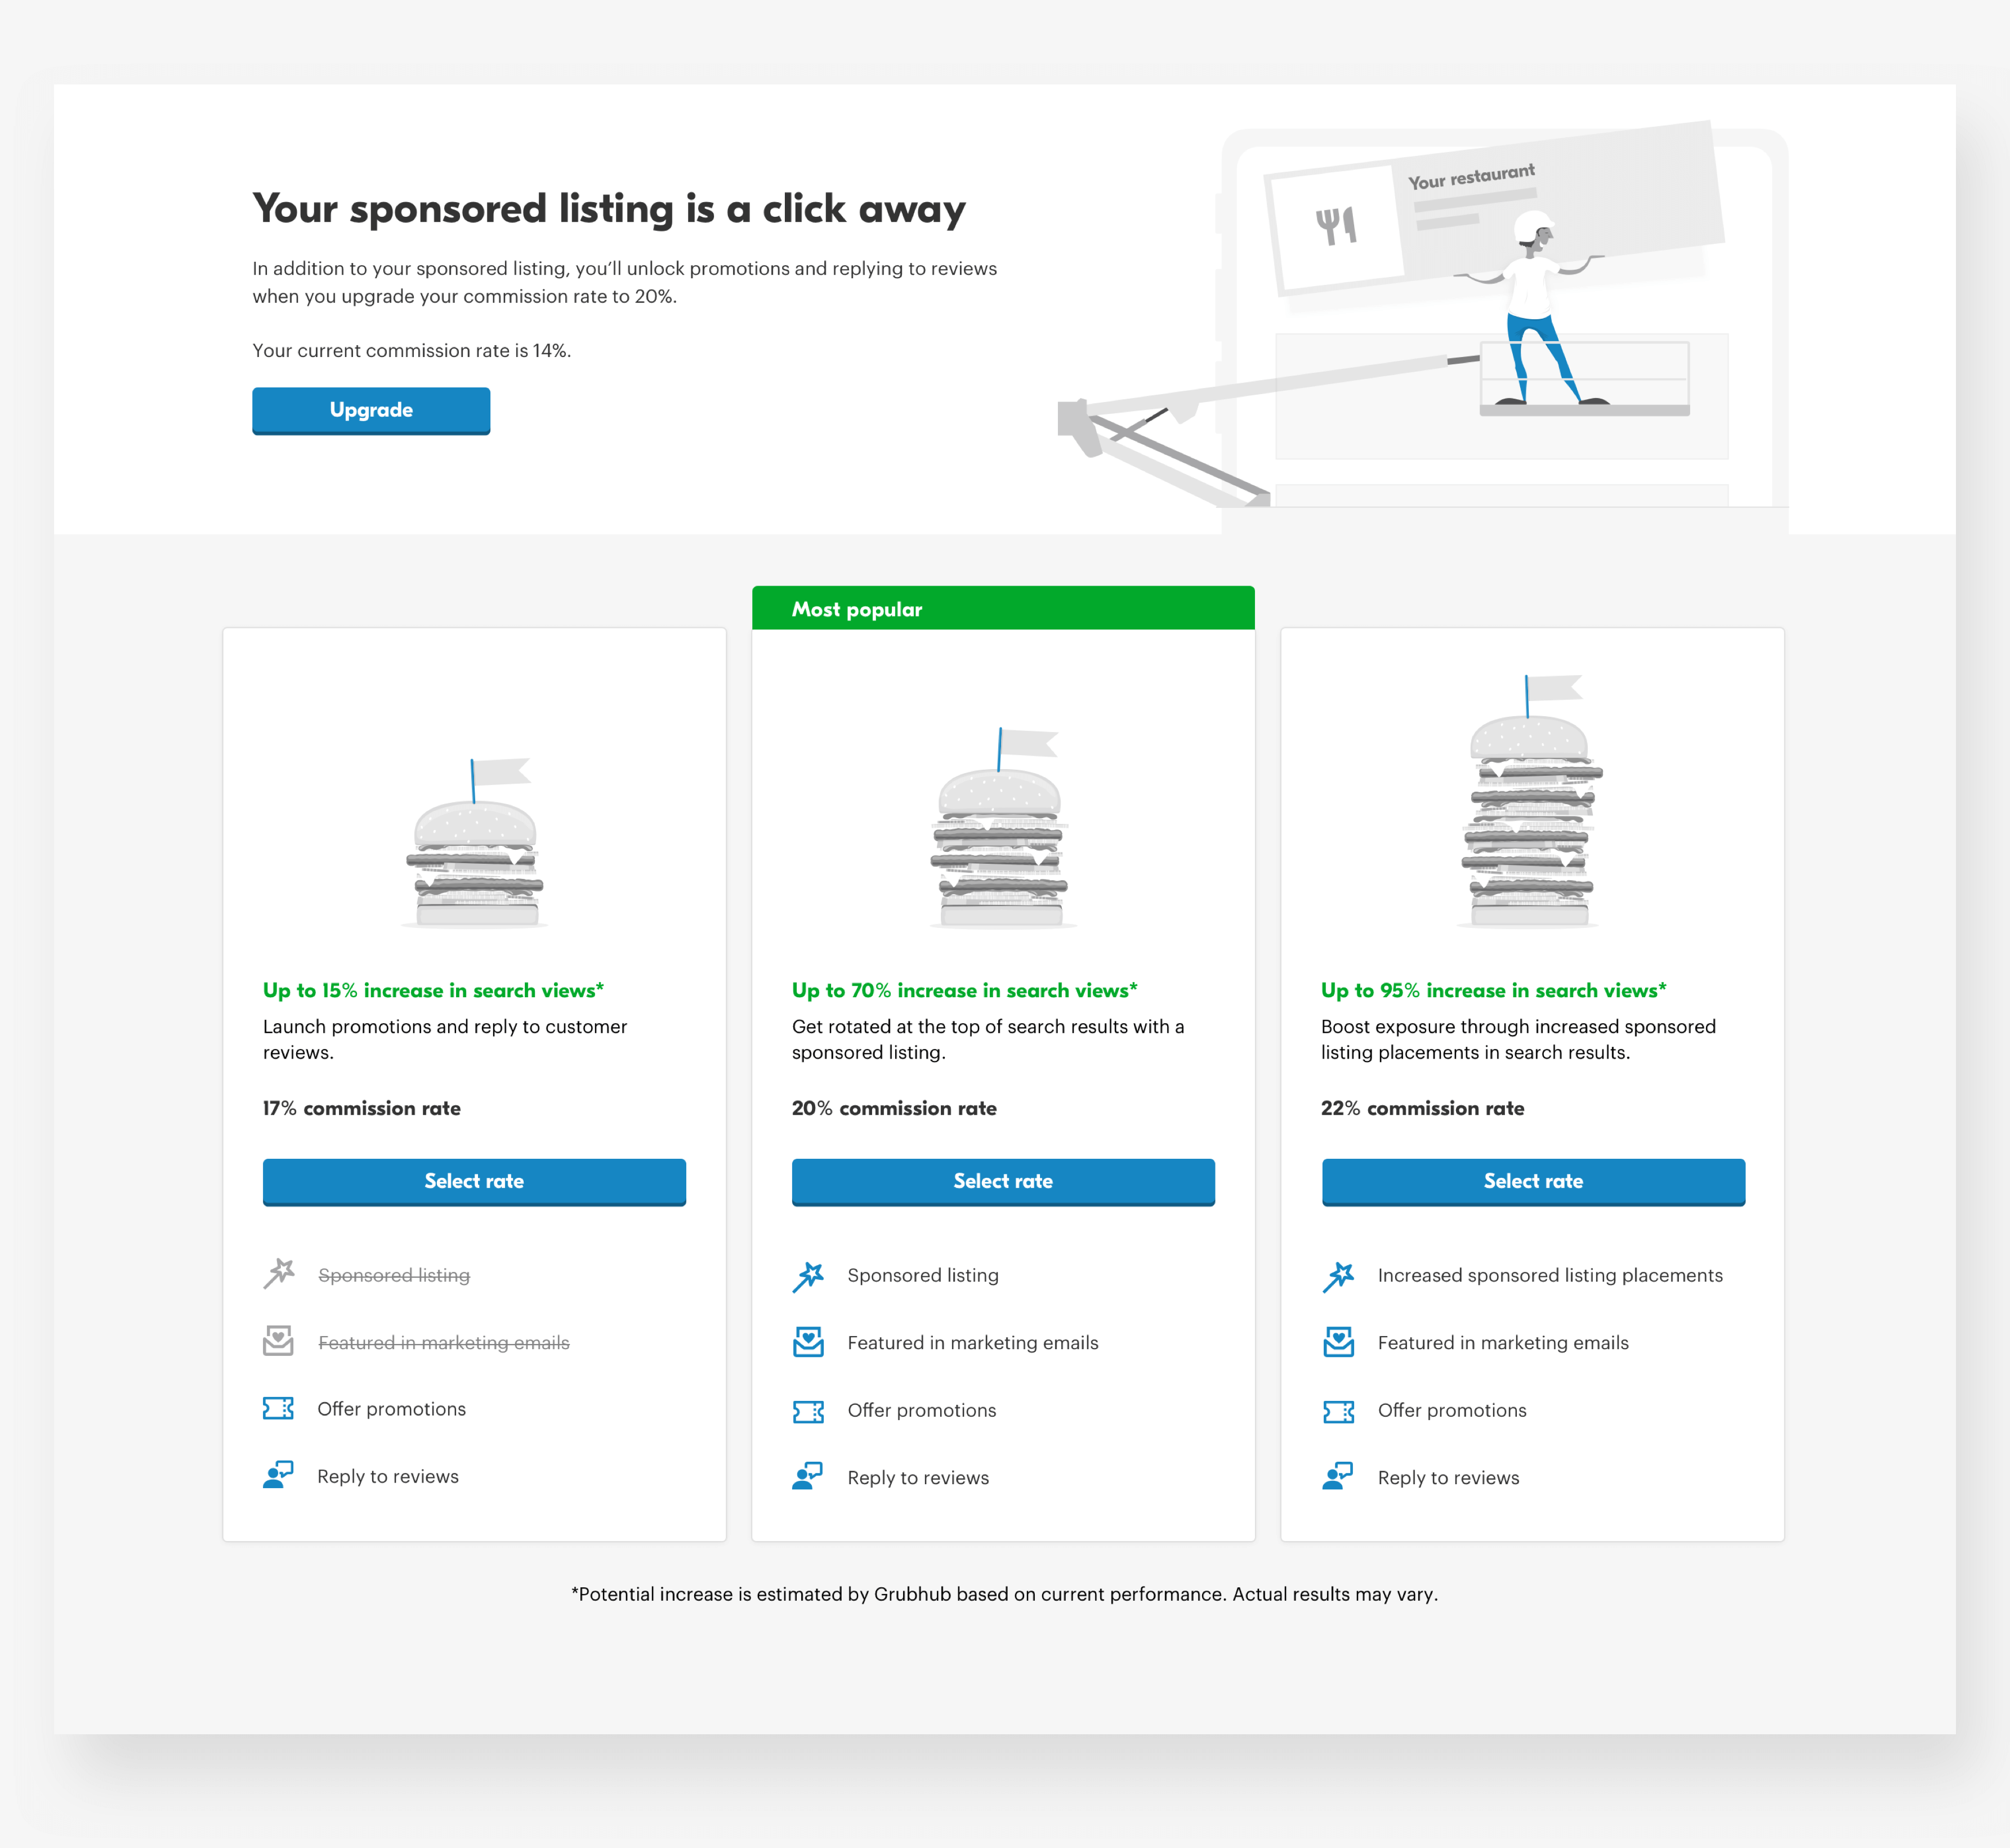 Your restaurant
Your sponsored listing is a click away
In addition to your sponsored listing, you'll unlock promotions and replying to reviews
when you upgrade your commission rate to 20%.
Your current commission rate is 14%.
Upgrade
Most popular
Up to 15% increase in search views*
Launch promotions and reply to customer
reviews.
17% commission rate
Select rate
Sponsored listing
Featured in marketing emails
Offer promotions
Reply to reviews
Up to 70% increase in search views*
Get rotated at the top of search results with a
sponsored listing.
20% commission rate
Select rate
Sponsored listing
Featured in marketing emails
Offer promotions
Reply to reviews
Up to 95% increase in search views*
Boost exposure through increased sponsored
listing placements in search results.
22% commission rate
Select rate
Increased sponsored listing placements
Featured in marketing emails
Offer promotions
Reply to reviews
*Potential increase is estimated by Grubhub based on current performance. Actual results may vary.